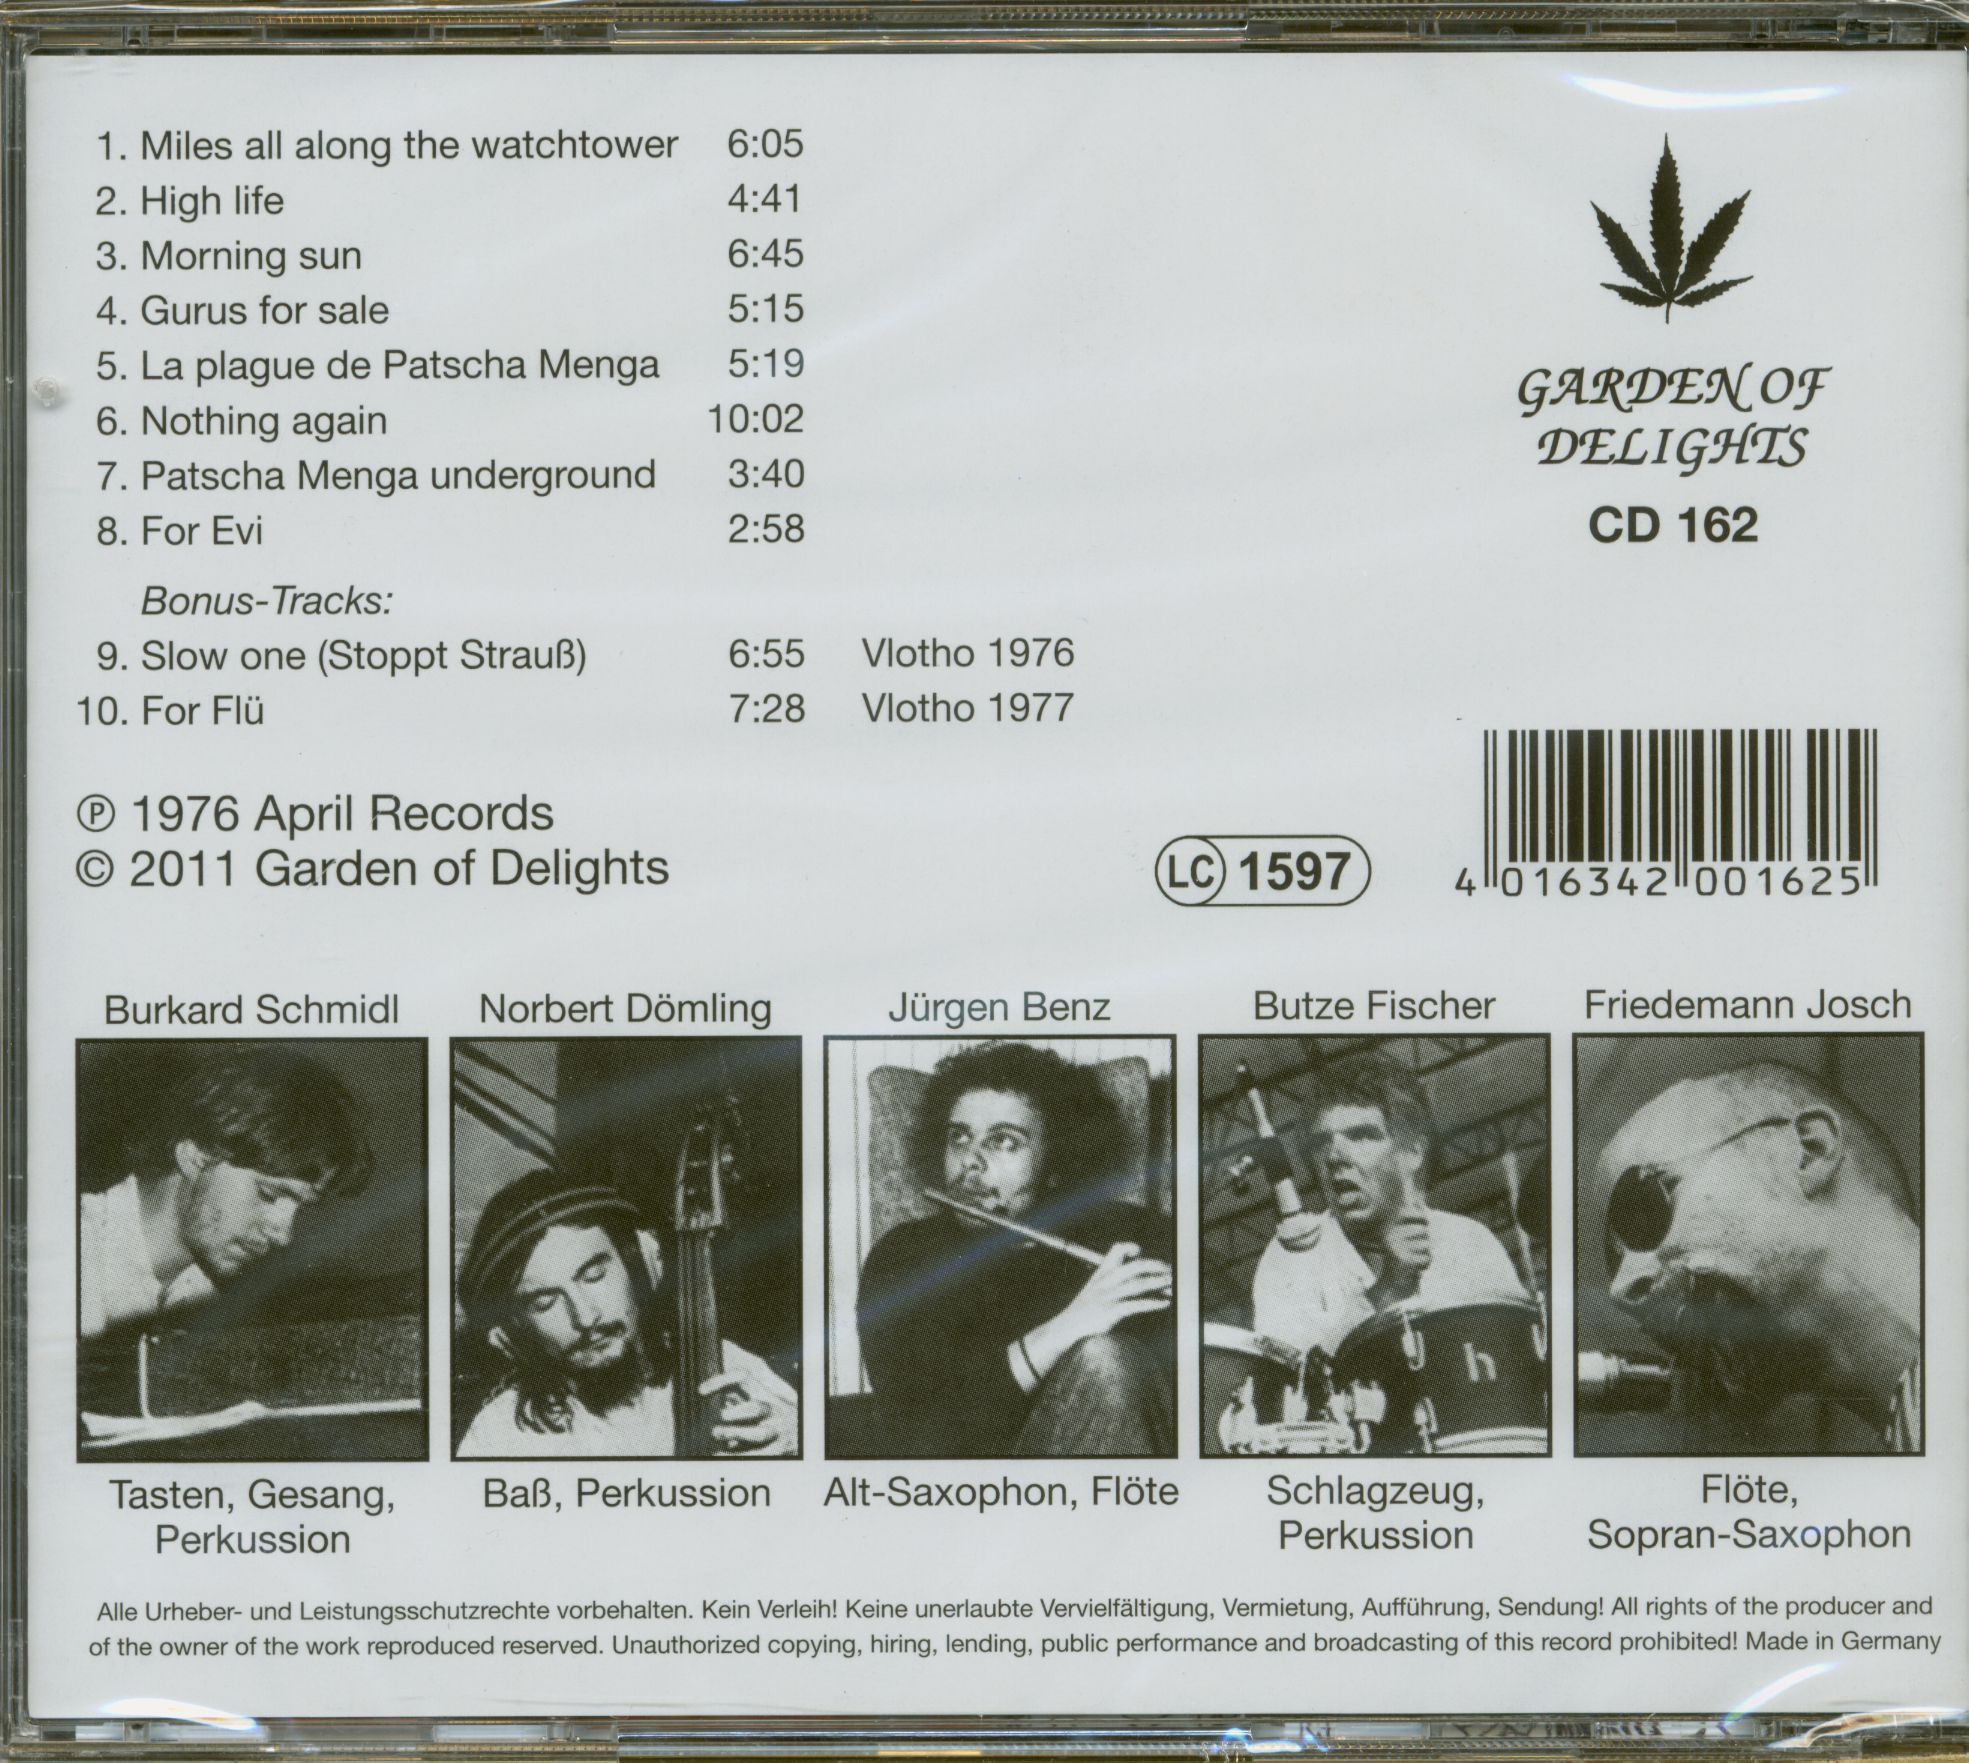 1. Miles all along the watchtower 6:05
2. High life 4:41
3. Morning sun 6:45
4. Gurus for sale 5:15
5. La plague de Patscha Menga 5:19
6. Nothing again 10:02
7. Patscha Menga underground 3:40
8. For Evi 2:58
Bonus-Tracks:
9. Slow one (Stoppt Strauß) 6:55 Vlotho 1976
10. For Flü 7:28 Vlotho 1977
GARDEN OF
DELIGHTS
CD 162
℗ 1976 April Records
© 2011 Garden of Delights
LC 1597
4 016342 001625
Burkard Schmidl
Norbert Dömling
Jürgen Benz
Butze Fischer
Friedemann Josch
h
Tasten, Gesang,
Perkussion
Baß, Perkussion
Alt-Saxophon, Flöte
Schlagzeug,
Perkussion
Flöte,
Sopran-Saxophon
Alle Urheber- und Leistungsschutzrechte vorbehalten. Kein Verleih! Keine unerlaubte Vervielfältigung, Vermietung, Aufführung, Sendung! All rights of the producer and
of the owner of the work reproduced reserved. Unauthorized copying, hiring, lending, public performance and broadcasting of this record prohibited! Made in Germany